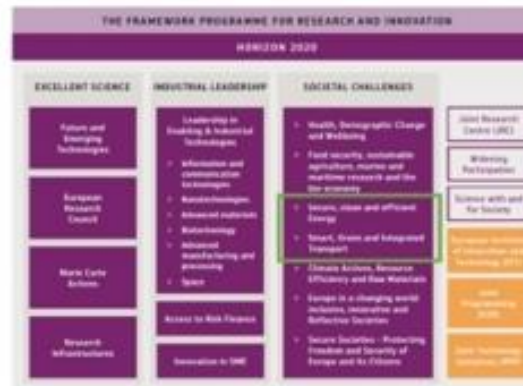 THE FRAMEWORK PROGRAMME FOR RESEARCH AND INNOVATION
HORIZON 2020
EXCELLENT SCIENCE
Future and
Emerging
Technologies
European
Research
Council
Marie Curie
Actions
Research
Infrastructures
INDUSTRIAL LEADERSHIP
Leadership in
Enabling & Industrial
Technologies
Information and
communication
technologies
Nanotechnologies
Advanced materials
Biotechnology
Advanced
manufacturing and
processing
Space
Access to Risk Finance
Innovation in SME
SOCIETAL CHALLENGES
Health, Demographic Change
and Wellbeing
Food security, sustainable
agriculture, marine and
maritime research and the
bio-economy
Secure, clean and efficient
Energy
Smart, Green and Integrated
Transport
Climate Actions, Resource
Efficiency and Raw Materials
Europe in a changing world
inclusive, innovative and
Reflective Societies
Secure Societies - Protecting
Freedom and Security of
Europe and its Citizens
Joint Research
Centre (JRC)
Widening
Participation
Science with and
for Society